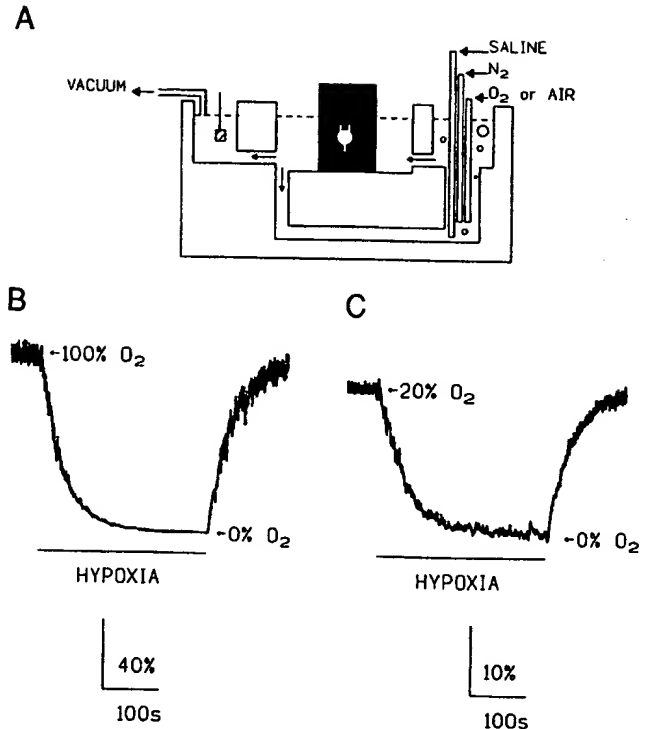 A
SALINE
N2
O2 or AIR
VACUUM
B
C
100% O2
20% O2
0% O2
0% O2
HYPOXIA
HYPOXIA
40%
10%
100s
100s